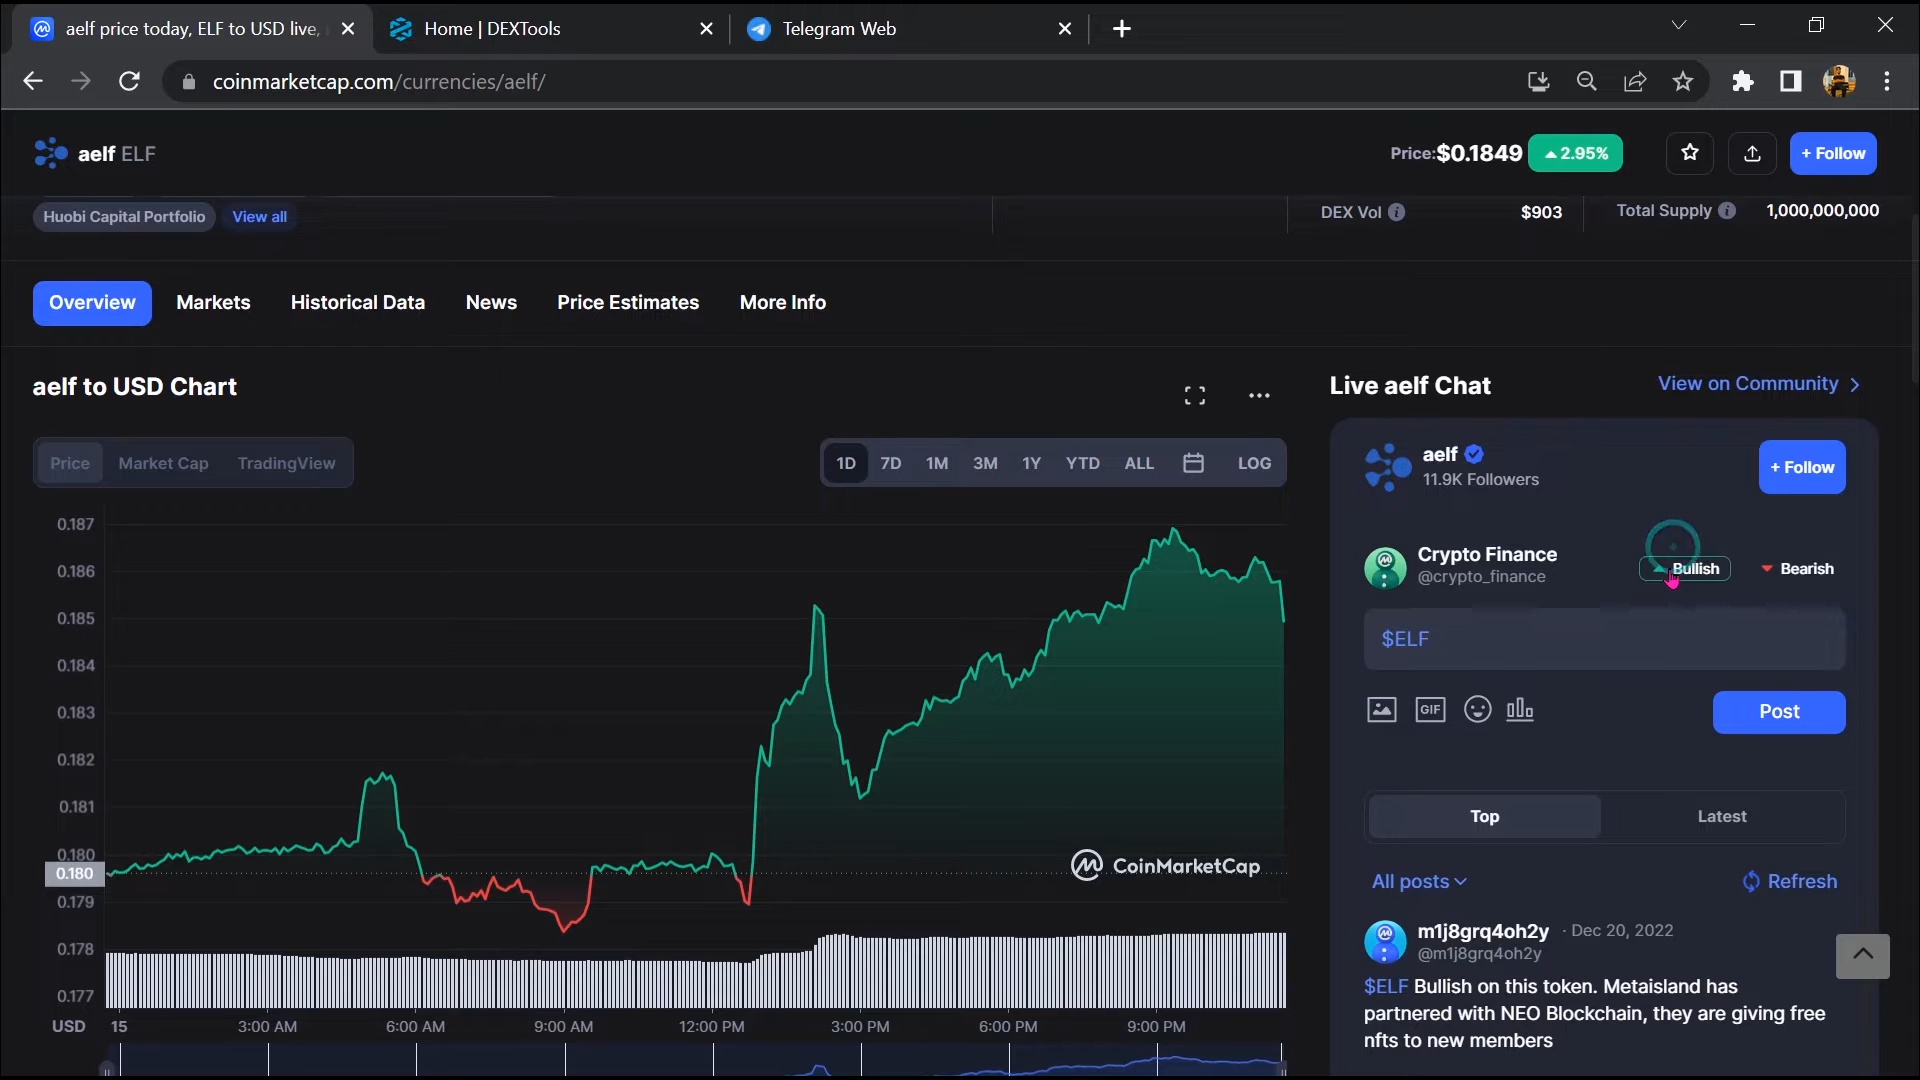 aelf price today, ELF to USD live,
Home | DEXTools
Telegram Web
coinmarketcap.com/currencies/aelf/
aelf ELF
Price:$0.1849
2.95%
+ Follow
Huobi Capital Portfolio
View all
DEX Vol
$903
Total Supply
1,000,000,000
Overview
Markets
Historical Data
News
Price Estimates
More Info
aelf to USD Chart
Live aelf Chat
View on Community
Price
Market Cap
TradingView
1D
7D
1M
3M
1Y
YTD
ALL
LOG
aelf
11.9K Followers
+ Follow
Crypto Finance
@crypto_finance
Bullish
Bearish
$ELF
GIF
Post
Top
Latest
All posts
Refresh
m1j8grq4oh2y · Dec 20, 2022
@m1j8grq4oh2y
$ELF Bullish on this token. Metaisland has
partnered with NEO Blockchain, they are giving free
nfts to new members
0.187
0.186
0.185
0.184
0.183
0.182
0.181
0.180
0.180
0.179
0.178
0.177
CoinMarketCap
USD
15
3:00 AM
6:00 AM
9:00 AM
12:00 PM
3:00 PM
6:00 PM
9:00 PM